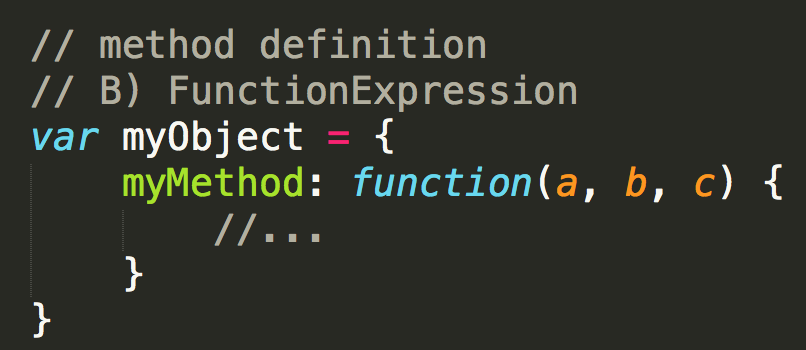 // method definition
// B) FunctionExpression
var myObject = {
    myMethod: function(a, b, c) {
        //...
    }
}